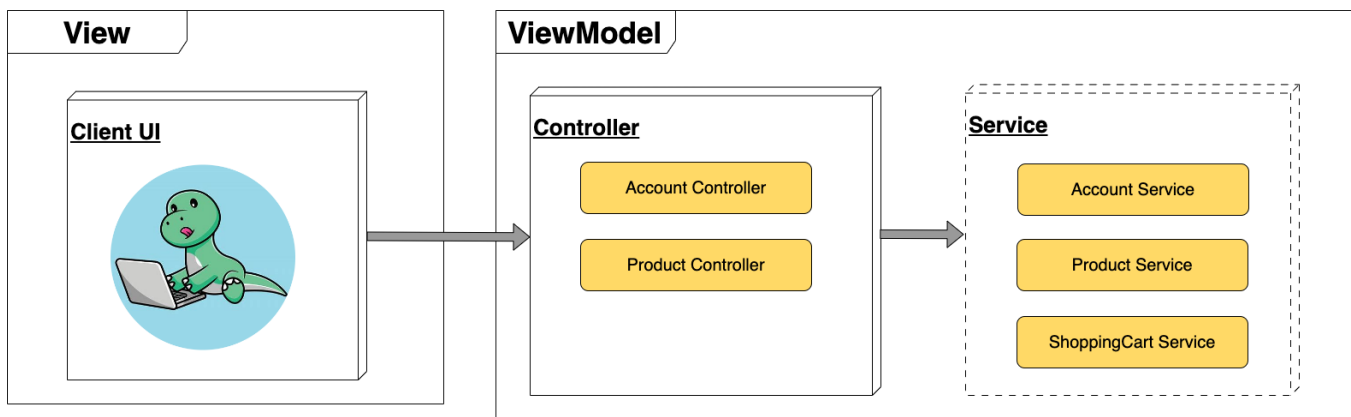 View
ViewModel
Client UI
Controller
Service
Account Controller
Account Service
Product Controller
Product Service
ShoppingCart Service